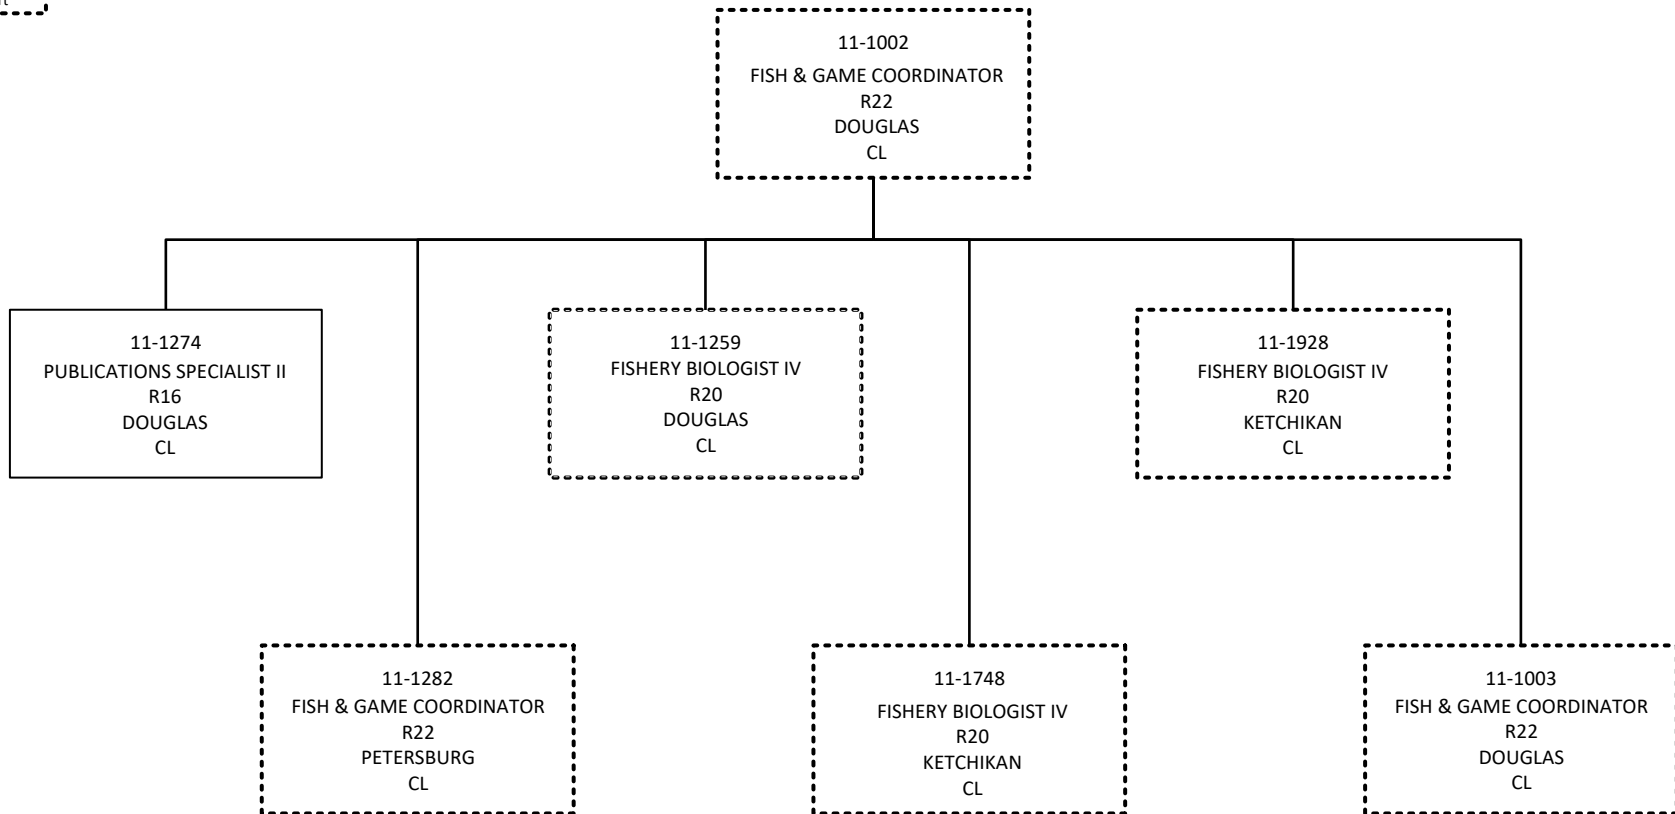 11-1002
FISH & GAME COORDINATOR
R22
DOUGLAS
CL
11-1274
PUBLICATIONS SPECIALIST II
R16
DOUGLAS
CL
11-1259
FISHERY BIOLOGIST IV
R20
DOUGLAS
CL
11-1928
FISHERY BIOLOGIST IV
R20
KETCHIKAN
CL
11-1282
FISH & GAME COORDINATOR
R22
PETERSBURG
CL
11-1748
FISHERY BIOLOGIST IV
R20
KETCHIKAN
CL
11-1003
FISH & GAME COORDINATOR
R22
DOUGLAS
CL